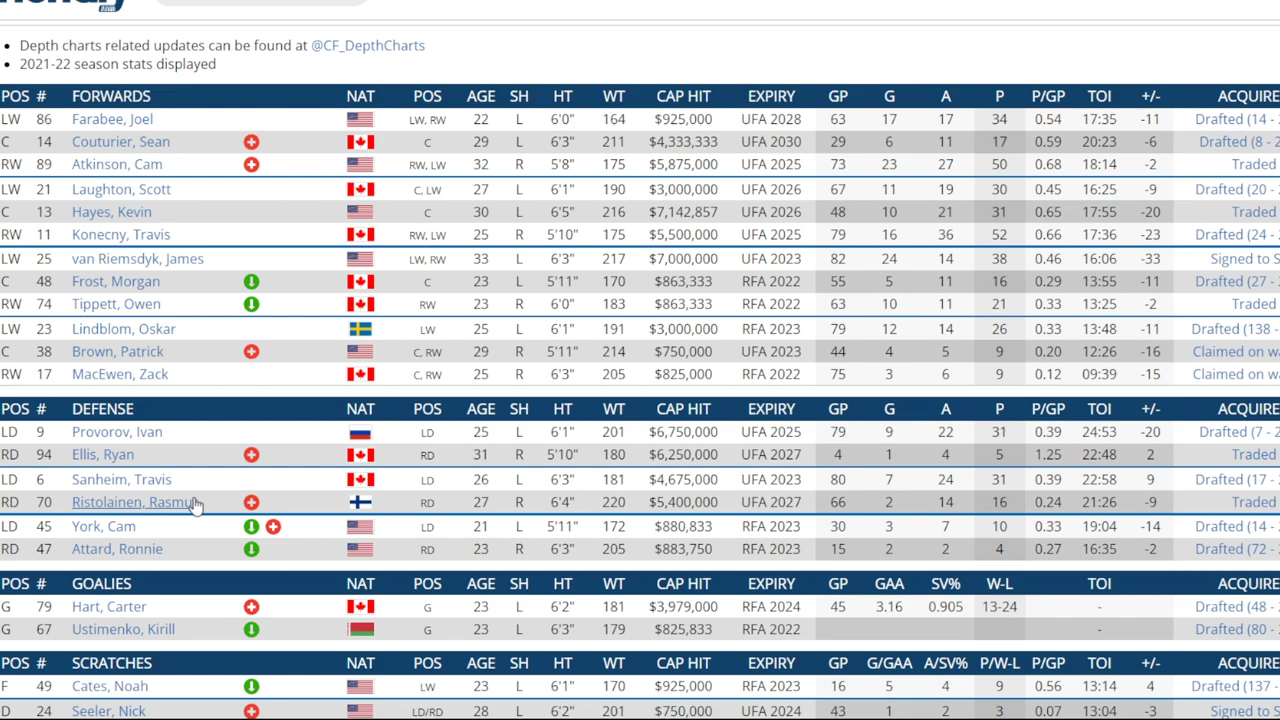 Depth charts related updates can be found at @CF_DepthCharts
2021-22 season stats displayed
POS # FORWARDS NAT POS AGE SH HT WT CAP HIT EXPIRY GP G A P P/GP TOI +/- ACQUIRE
LW 86 Farabee, Joel LW, RW 22 L 6'0" 164 $925,000 UFA 2028 63 17 17 34 0.54 17:35 -11 Drafted (14 - 2
C 14 Couturier, Sean C 29 L 6'3" 211 $4,333,333 UFA 2030 29 6 11 17 0.59 20:23 -6 Drafted (8 - 2
RW 89 Atkinson, Cam RW, LW 32 R 5'8" 175 $5,875,000 UFA 2025 73 23 27 50 0.68 18:14 2 Traded
LW 21 Laughton, Scott C, LW 27 L 6'1" 190 $3,000,000 UFA 2026 67 11 19 30 0.45 16:25 -9 Drafted (20 -
C 13 Hayes, Kevin C 30 L 6'5" 216 $7,142,857 UFA 2026 48 10 21 31 0.65 17:55 -20 Traded
RW 11 Konecny, Travis RW, LW 25 R 5'10" 175 $5,500,000 UFA 2025 79 16 36 52 0.66 17:36 -23 Drafted (24 -
LW 25 van Riemsdyk, James LW, RW 33 L 6'3" 217 $7,000,000 UFA 2023 82 24 14 38 0.46 16:06 -33 Signed to S
C 48 Frost, Morgan C 23 L 5'11" 170 $863,333 RFA 2022 55 5 11 16 0.29 13:55 -11 Drafted (27 -
RW 74 Tippett, Owen RW 23 R 6'0" 183 $863,333 RFA 2022 63 10 11 21 0.33 13:25 -2 Traded
LW 23 Lindblom, Oskar LW 25 L 6'1" 191 $3,000,000 RFA 2023 79 12 14 26 0.33 13:48 -11 Drafted (138 -
C 38 Brown, Patrick C, RW 29 R 5'11" 214 $750,000 UFA 2023 44 4 5 9 0.20 12:26 -16 Claimed on wa
RW 17 MacEwen, Zack C, RW 25 R 6'3" 205 $825,000 RFA 2022 75 3 6 9 0.12 09:39 -15 Claimed on wa
POS # DEFENSE NAT POS AGE SH HT WT CAP HIT EXPIRY GP G A P P/GP TOI +/- ACQUIRE
LD 9 Provorov, Ivan LD 25 L 6'1" 201 $6,750,000 UFA 2025 79 9 22 31 0.39 24:53 -20 Drafted (7 - 2
RD 94 Ellis, Ryan RD 31 R 5'10" 180 $6,250,000 UFA 2027 4 1 4 5 1.25 22:48 2 Traded
LD 6 Sanheim, Travis LD 26 L 6'3" 181 $4,675,000 UFA 2023 80 7 24 31 0.39 22:58 9 Drafted (17 -
RD 70 Ristolainen, Rasmu RD 27 R 6'4" 220 $5,400,000 UFA 2027 66 2 14 16 0.24 21:26 -9 Traded
LD 45 York, Cam LD 21 L 5'11" 172 $880,833 RFA 2023 30 3 7 10 0.33 19:04 -14 Drafted (14 -
RD 47 Attard, Ronnie RD 23 R 6'3" 205 $883,750 RFA 2023 15 2 2 4 0.27 16:35 -2 Drafted (72 -
POS # GOALIES NAT POS AGE SH HT WT CAP HIT EXPIRY GP GAA SV% W-L TOI ACQUIRE
G 79 Hart, Carter G 23 L 6'2" 181 $3,979,000 RFA 2024 45 3.16 0.905 13-24 - Drafted (48 -
G 67 Ustimenko, Kirill G 23 L 6'3" 179 $825,833 RFA 2022 - Drafted (80 -
POS # SCRATCHES NAT POS AGE SH HT WT CAP HIT EXPIRY GP G/GAA A/SV% P/W-L P/GP TOI +/- ACQUIRE
F 49 Cates, Noah LW 23 L 6'1" 170 $925,000 RFA 2023 16 5 4 9 0.56 13:14 4 Drafted (137 -
D 24 Seeler, Nick LD/RD 28 L 6'2" 201 $750,000 UFA 2024 43 1 2 3 0.07 13:04 -3 Signed to S